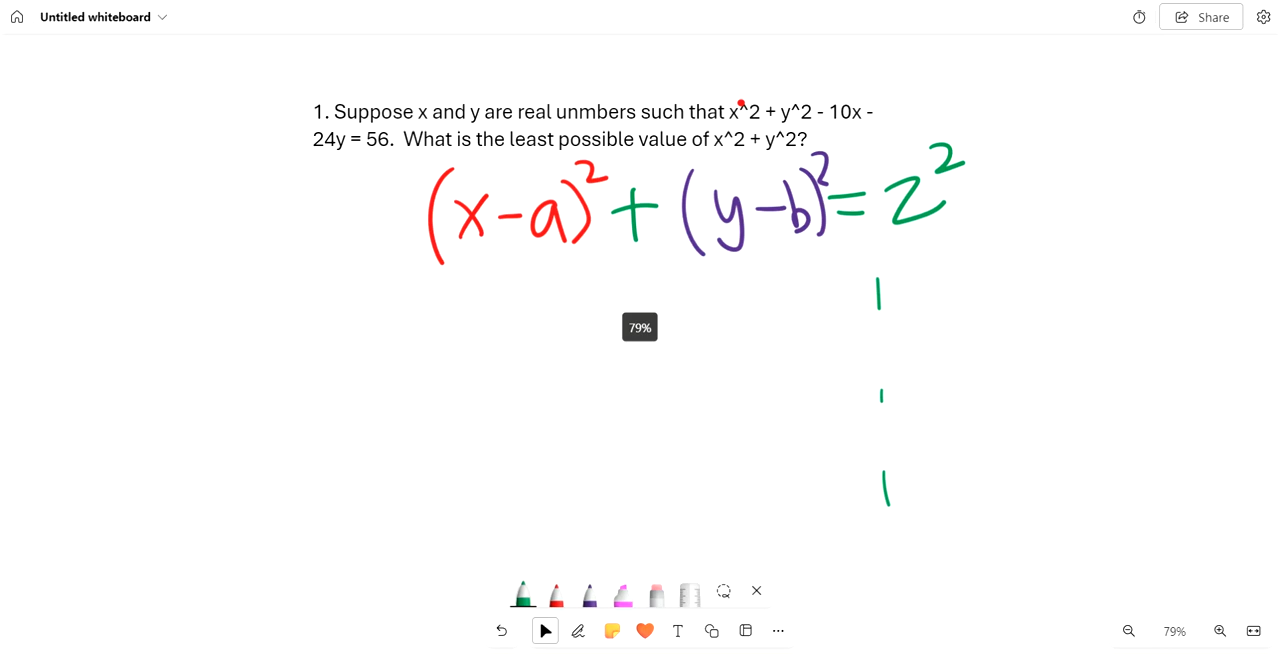 Untitled whiteboard
Share
1. Suppose x and y are real unmbers such that x^2 + y^2 - 10x -
24y = 56.  What is the least possible value of x^2 + y^2?
(x-a)² + (y-b)² = z²
79%
T
79%